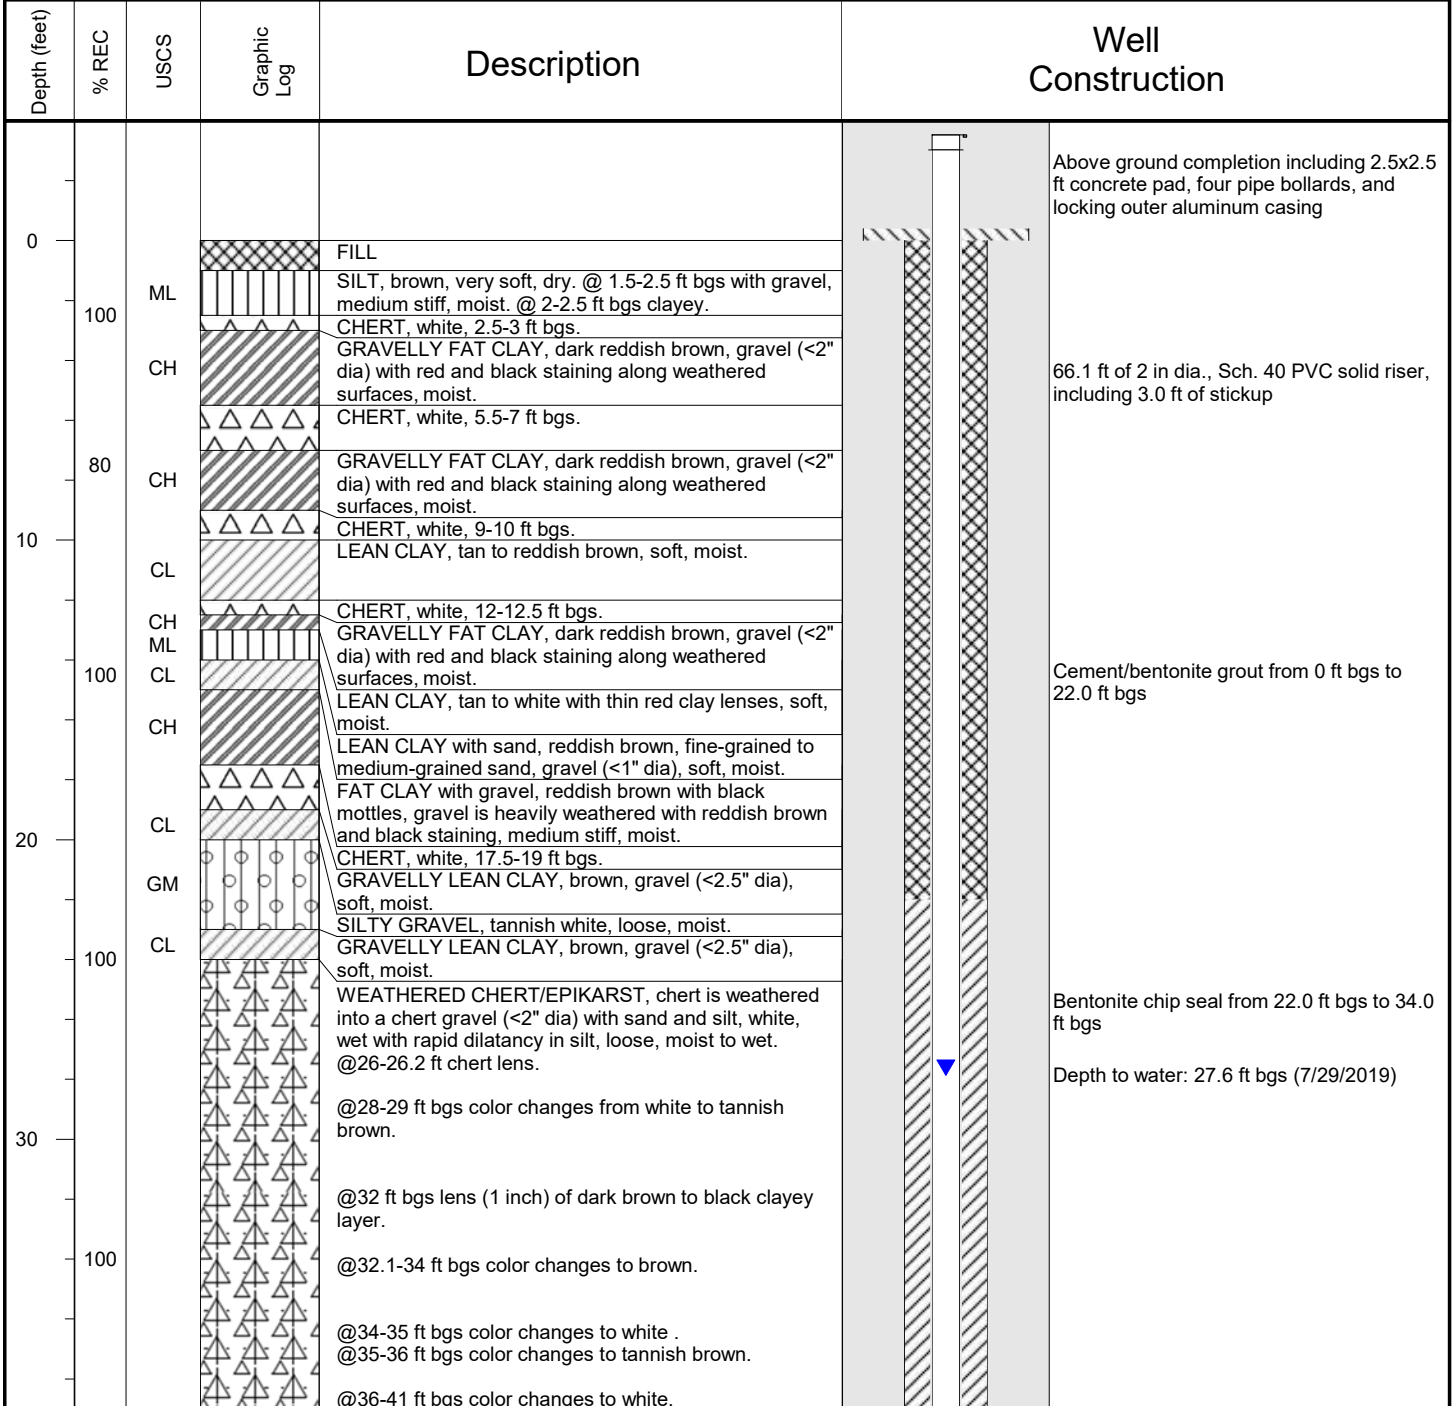 Depth (feet)
% REC
USCS
Graphic
Log
Description
Well
Construction
Above ground completion including 2.5x2.5
ft concrete pad, four pipe bollards, and
locking outer aluminum casing
0
FILL
ML
SILT, brown, very soft, dry. @ 1.5-2.5 ft bgs with gravel,
medium stiff, moist. @ 2-2.5 ft bgs clayey.
100
CHERT, white, 2.5-3 ft bgs.
CH
GRAVELLY FAT CLAY, dark reddish brown, gravel (<2"
dia) with red and black staining along weathered
surfaces, moist.
66.1 ft of 2 in dia., Sch. 40 PVC solid riser,
including 3.0 ft of stickup
CHERT, white, 5.5-7 ft bgs.
80
CH
GRAVELLY FAT CLAY, dark reddish brown, gravel (<2"
dia) with red and black staining along weathered
surfaces, moist.
CHERT, white, 9-10 ft bgs.
10
CL
LEAN CLAY, tan to reddish brown, soft, moist.
CHERT, white, 12-12.5 ft bgs.
CH
ML
GRAVELLY FAT CLAY, dark reddish brown, gravel (<2"
dia) with red and black staining along weathered
surfaces, moist.
100
CL
Cement/bentonite grout from 0 ft bgs to
22.0 ft bgs
LEAN CLAY, tan to white with thin red clay lenses, soft,
moist.
CH
LEAN CLAY with sand, reddish brown, fine-grained to
medium-grained sand, gravel (<1" dia), soft, moist.
FAT CLAY with gravel, reddish brown with black
mottles, gravel is heavily weathered with reddish brown
and black staining, medium stiff, moist.
CL
20
CHERT, white, 17.5-19 ft bgs.
GM
GRAVELLY LEAN CLAY, brown, gravel (<2.5" dia),
soft, moist.
SILTY GRAVEL, tannish white, loose, moist.
CL
100
GRAVELLY LEAN CLAY, brown, gravel (<2.5" dia),
soft, moist.
WEATHERED CHERT/EPIKARST, chert is weathered
into a chert gravel (<2" dia) with sand and silt, white,
wet with rapid dilatancy in silt, loose, moist to wet.
@26-26.2 ft chert lens.
Bentonite chip seal from 22.0 ft bgs to 34.0
ft bgs
Depth to water: 27.6 ft bgs (7/29/2019)
@28-29 ft bgs color changes from white to tannish
brown.
30
@32 ft bgs lens (1 inch) of dark brown to black clayey
layer.
100
@32.1-34 ft bgs color changes to brown.
@34-35 ft bgs color changes to white .
@35-36 ft bgs color changes to tannish brown.
@36-41 ft bgs color changes to white.